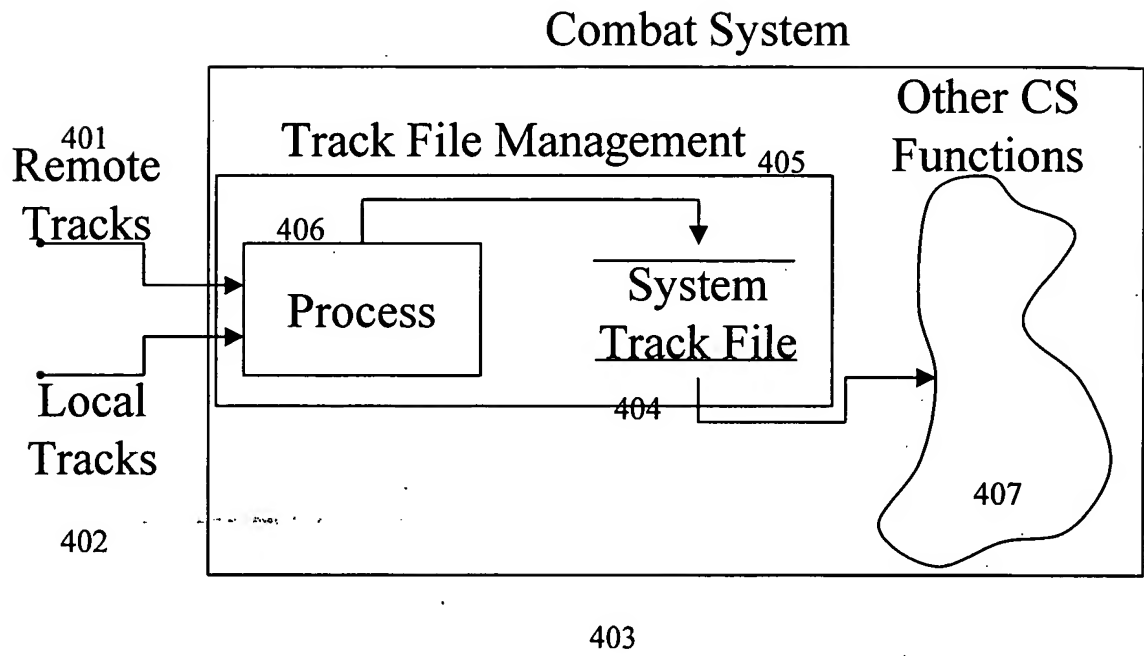 Combat System
401
Remote
Tracks
Local
Tracks
402
Track File Management
405
406
Process
System
Track File
404
Other CS
Functions
407
403